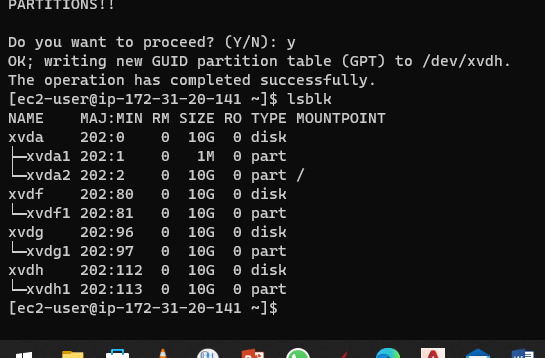 PARTITIONS!!
Do you want to proceed? (Y/N): y
OK; writing new GUID partition table (GPT) to /dev/xvdh.
The operation has completed successfully.
[ec2-user@ip-172-31-20-141 ~]$ lsblk
NAME    MAJ:MIN RM SIZE RO TYPE MOUNTPOINT
xvda    202:0    0  10G  0 disk
├─xvda1 202:1    0   1M  0 part
└─xvda2 202:2    0  10G  0 part /
xvdf    202:80   0  10G  0 disk
└─xvdf1 202:81   0  10G  0 part
xvdg    202:96   0  10G  0 disk
└─xvdg1 202:97   0  10G  0 part
xvdh    202:112  0  10G  0 disk
└─xvdh1 202:113  0  10G  0 part
[ec2-user@ip-172-31-20-141 ~]$